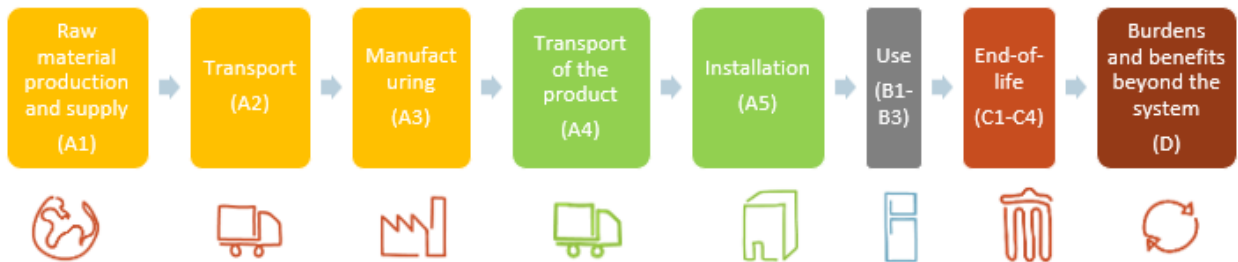 Raw
material
production
and supply
(A1)
Transport
(A2)
Manufact
uring
(A3)
Transport
of the
product
(A4)
Installation
(A5)
Use
(B1-
B3)
End-of-
life
(C1-C4)
Burdens
and benefits
beyond the
system
(D)